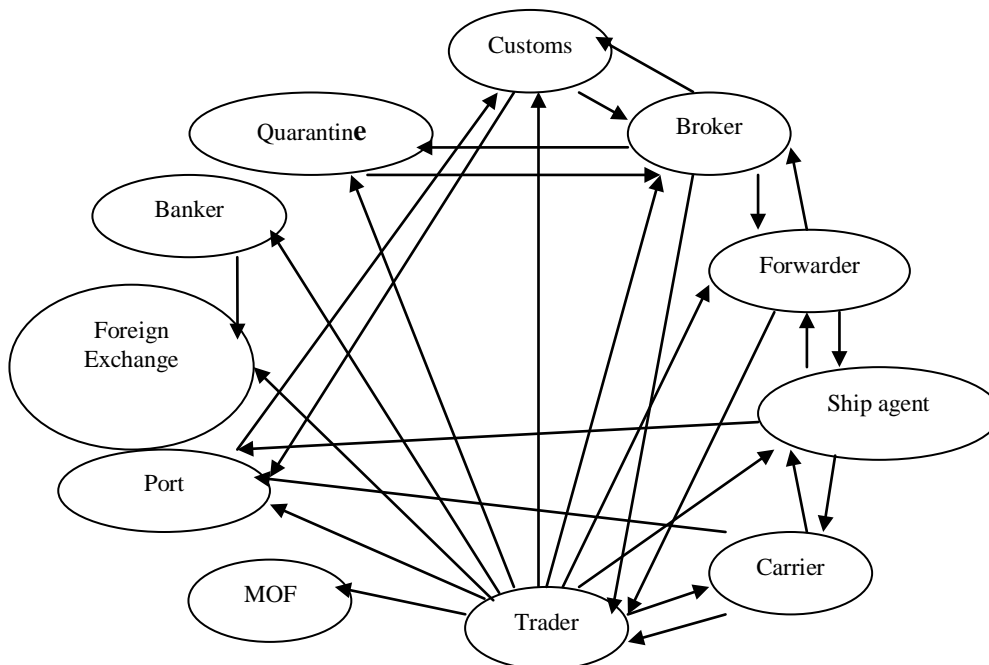 Customs
Quarantine
Broker
Banker
Forwarder
Foreign
Exchange
Ship agent
Port
Carrier
MOF
Trader